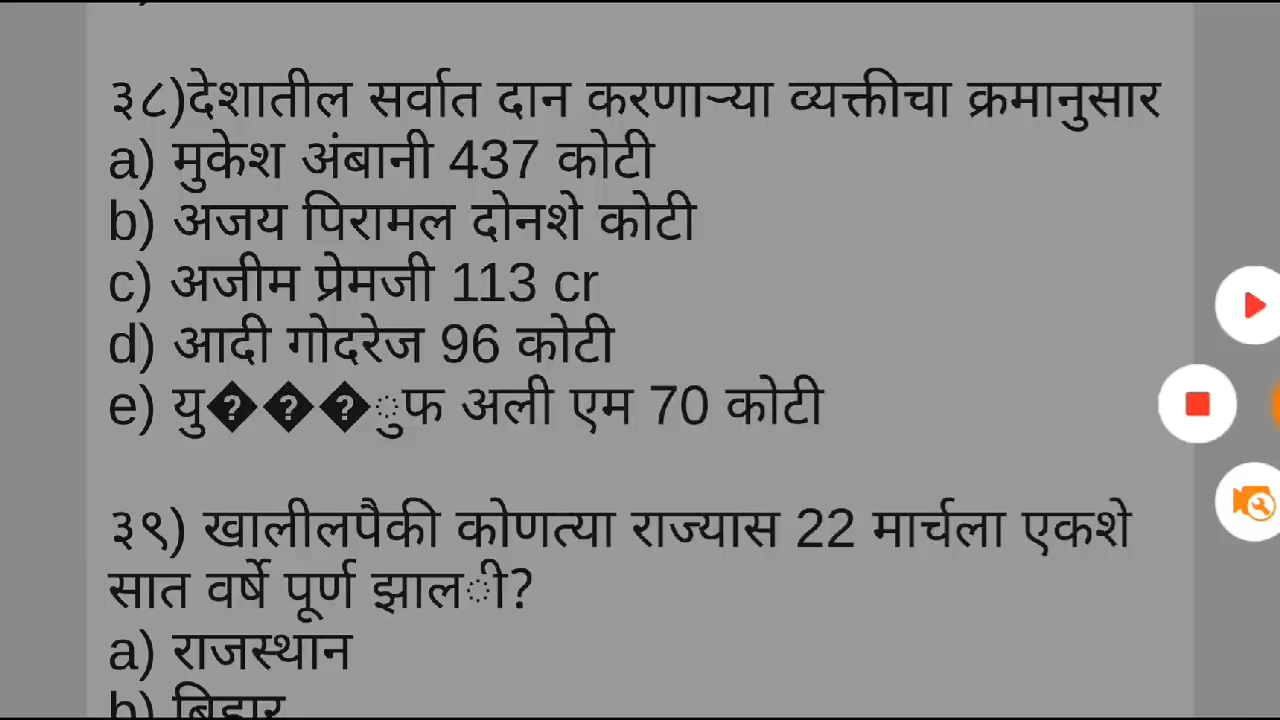 ३८)देशातील सर्वात दान करणाऱ्या व्यक्तीचा क्रमानुसार
a) मुकेश अंबानी 437 कोटी
b) अजय पिरामल दोनशे कोटी
c) अजीम प्रेमजी 113 cr
d) आदी गोदरेज 96 कोटी
e) यु���ुफ अली एम 70 कोटी
३९) खालीलपैकी कोणत्या राज्यास 22 मार्चला एकशे
सात वर्षे पूर्ण झाल​ी?
a) राजस्थान
b) बिहार